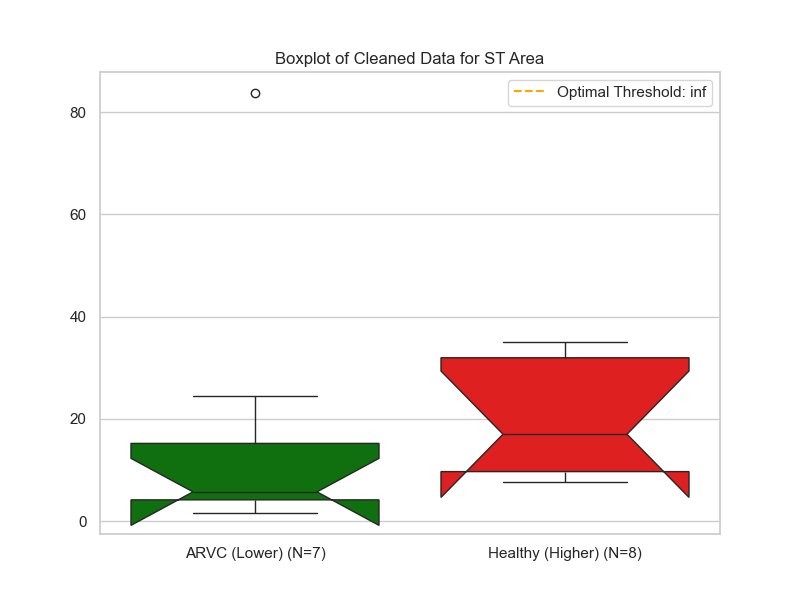 Boxplot of Cleaned Data for ST Area
Optimal Threshold: inf
80
60
40
20
0
ARVC (Lower) (N=7)
Healthy (Higher) (N=8)